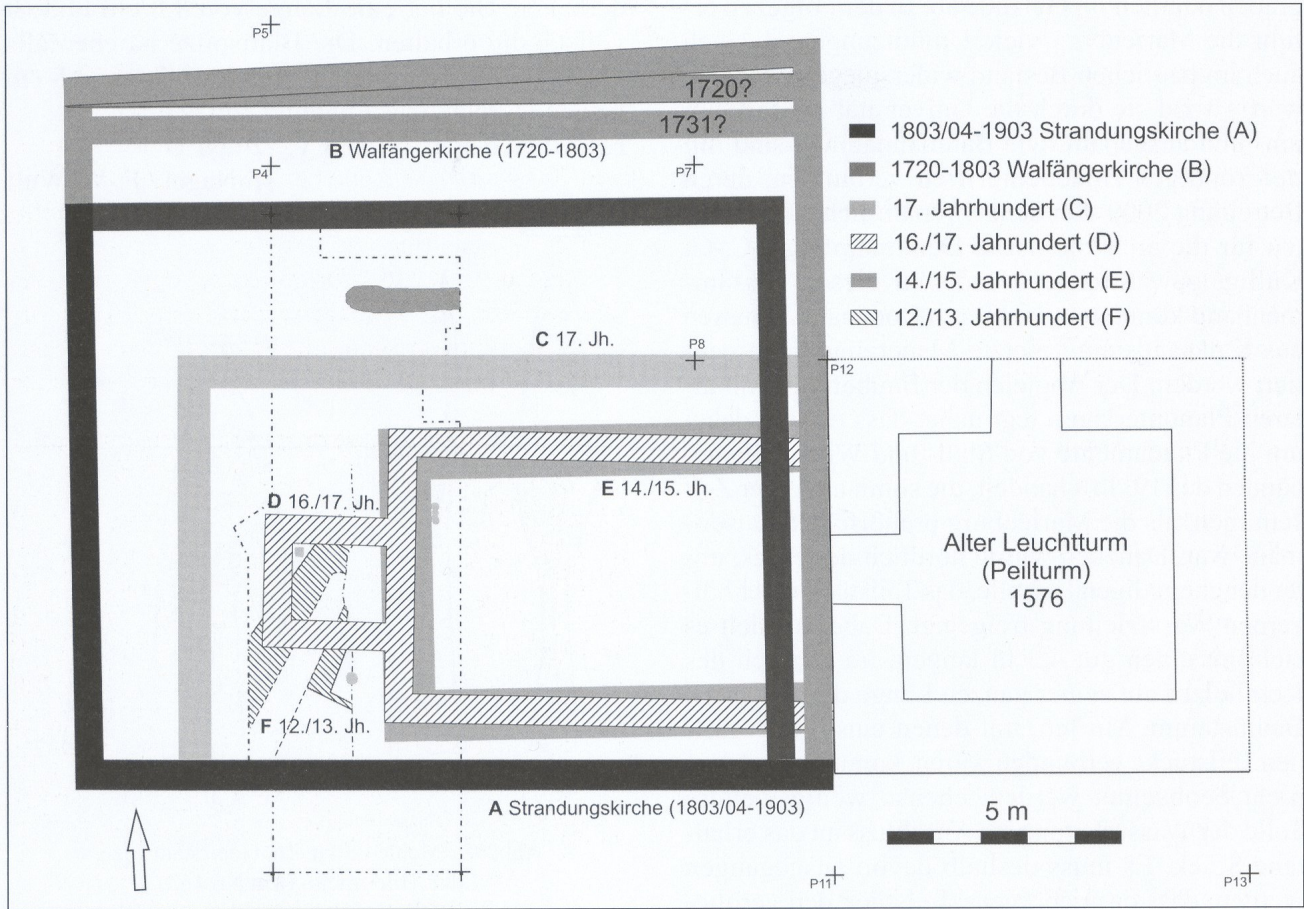 P5
1720?
1731?
B Walfängerkirche (1720-1803)
P4
P7
1803/04-1903 Strandungskirche (A)
1720-1803 Walfängerkirche (B)
17. Jahrhundert (C)
16./17. Jahrundert (D)
14./15. Jahrhundert (E)
12./13. Jahrhundert (F)
C 17. Jh.
P8
P12
D 16./17. Jh.
E 14./15. Jh.
Alter Leuchtturm
(Peilturm)
1576
F 12./13. Jh.
A Strandungskirche (1803/04-1903)
5 m
P11
P13